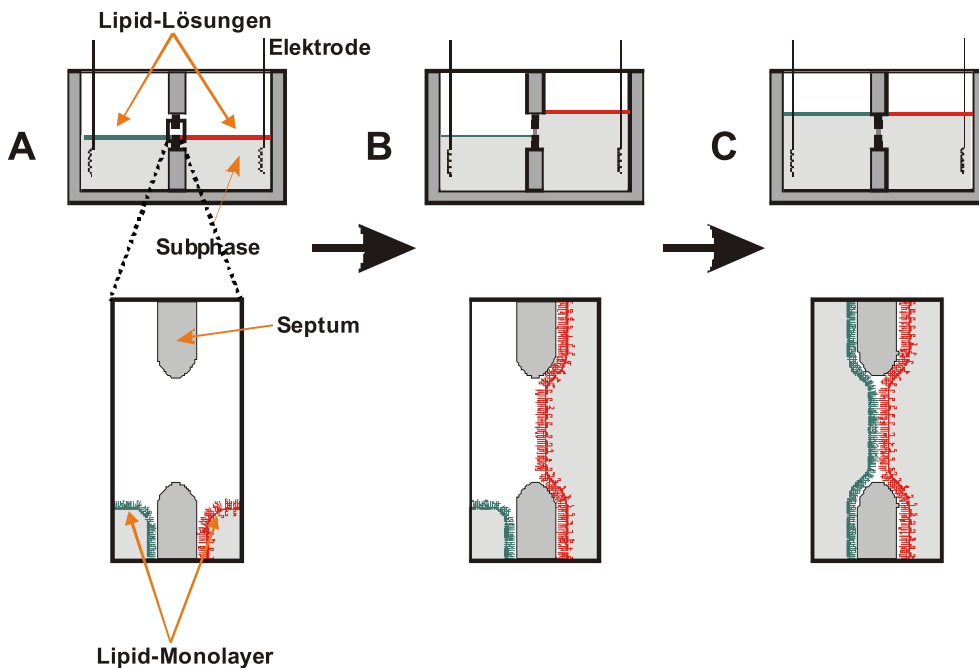 Lipid-Lösungen
Elektrode
A
B
C
Subphase
Septum
Lipid-Monolayer